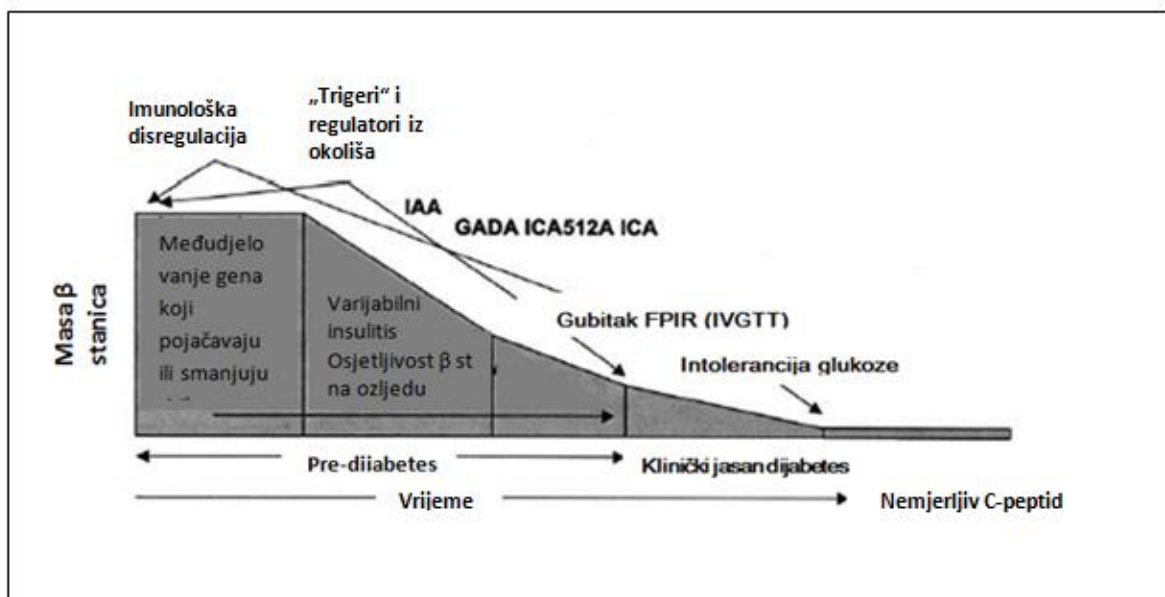 Imunološka
disregulacija
„Trigeri“ i
regulatori iz
okoliša
IAA
GADA ICA512A ICA
Masa β
stanica
Međudjelo
vanje gena
koji
pojačavaju
ili smanjuju
Varijabilni
insulitis
Osjetljivost β st
na ozljedu
Gubitak FPIR (IVGTT)
Intolerancija glukoze
Pre-diiabetes
Klinički jasan dijabetes
Vrijeme
Nemjerljiv C-peptid